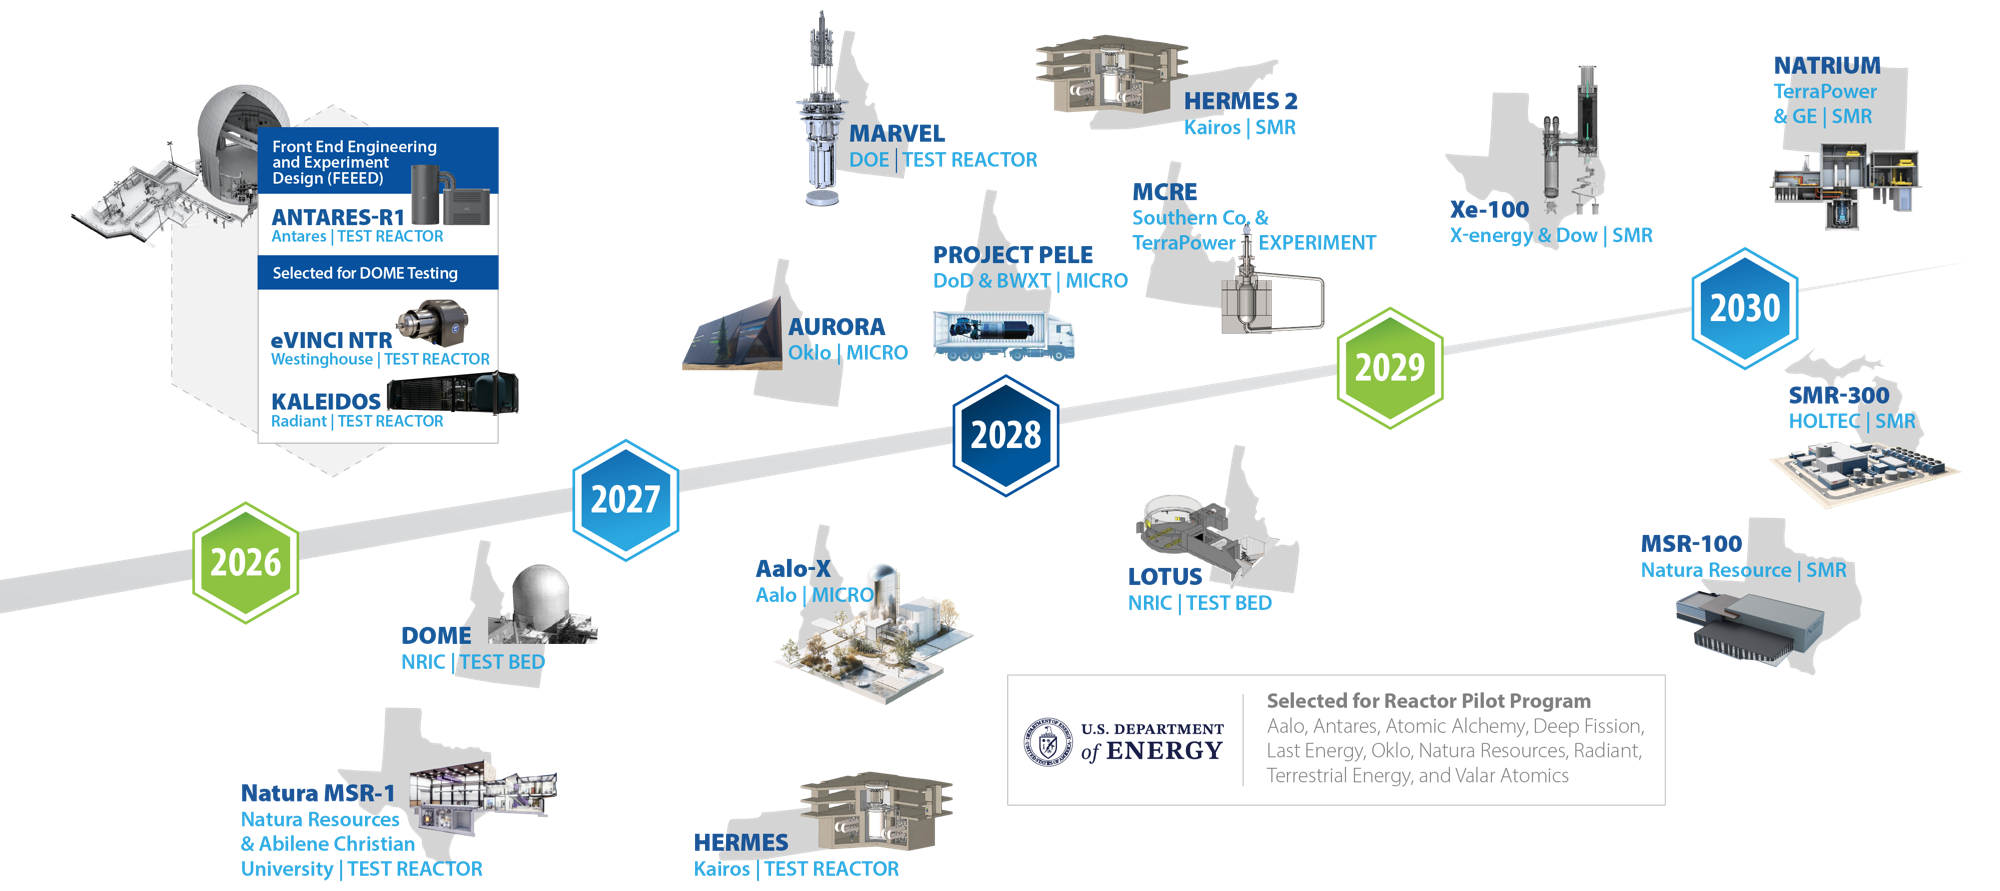 Front End Engineering
and Experiment
Design (FEEED)
ANTARES-R1
Antares | TEST REACTOR
Selected for DOME Testing
eVINCI NTR
Westinghouse | TEST REACTOR
KALEIDOS
Radiant | TEST REACTOR
2026
DOME
NRIC | TEST BED
Natura MSR-1
Natura Resources
& Abilene Christian
University | TEST REACTOR
2027
MARVEL
DOE | TEST REACTOR
AURORA
Oklo | MICRO
PROJECT PELE
DoD & BWXT | MICRO
Aalo-X
Aalo | MICRO
HERMES
Kairos | TEST REACTOR
2028
HERMES 2
Kairos | SMR
MCRE
Southern Co. &
TerraPower | EXPERIMENT
LOTUS
NRIC | TEST BED
2029
Xe-100
X-energy & Dow | SMR
2030
NATRIUM
TerraPower
& GE | SMR
SMR-300
HOLTEC | SMR
MSR-100
Natura Resource | SMR
U.S. DEPARTMENT
of ENERGY
Selected for Reactor Pilot Program
Aalo, Antares, Atomic Alchemy, Deep Fission,
Last Energy, Oklo, Natura Resources, Radiant,
Terrestrial Energy, and Valar Atomics